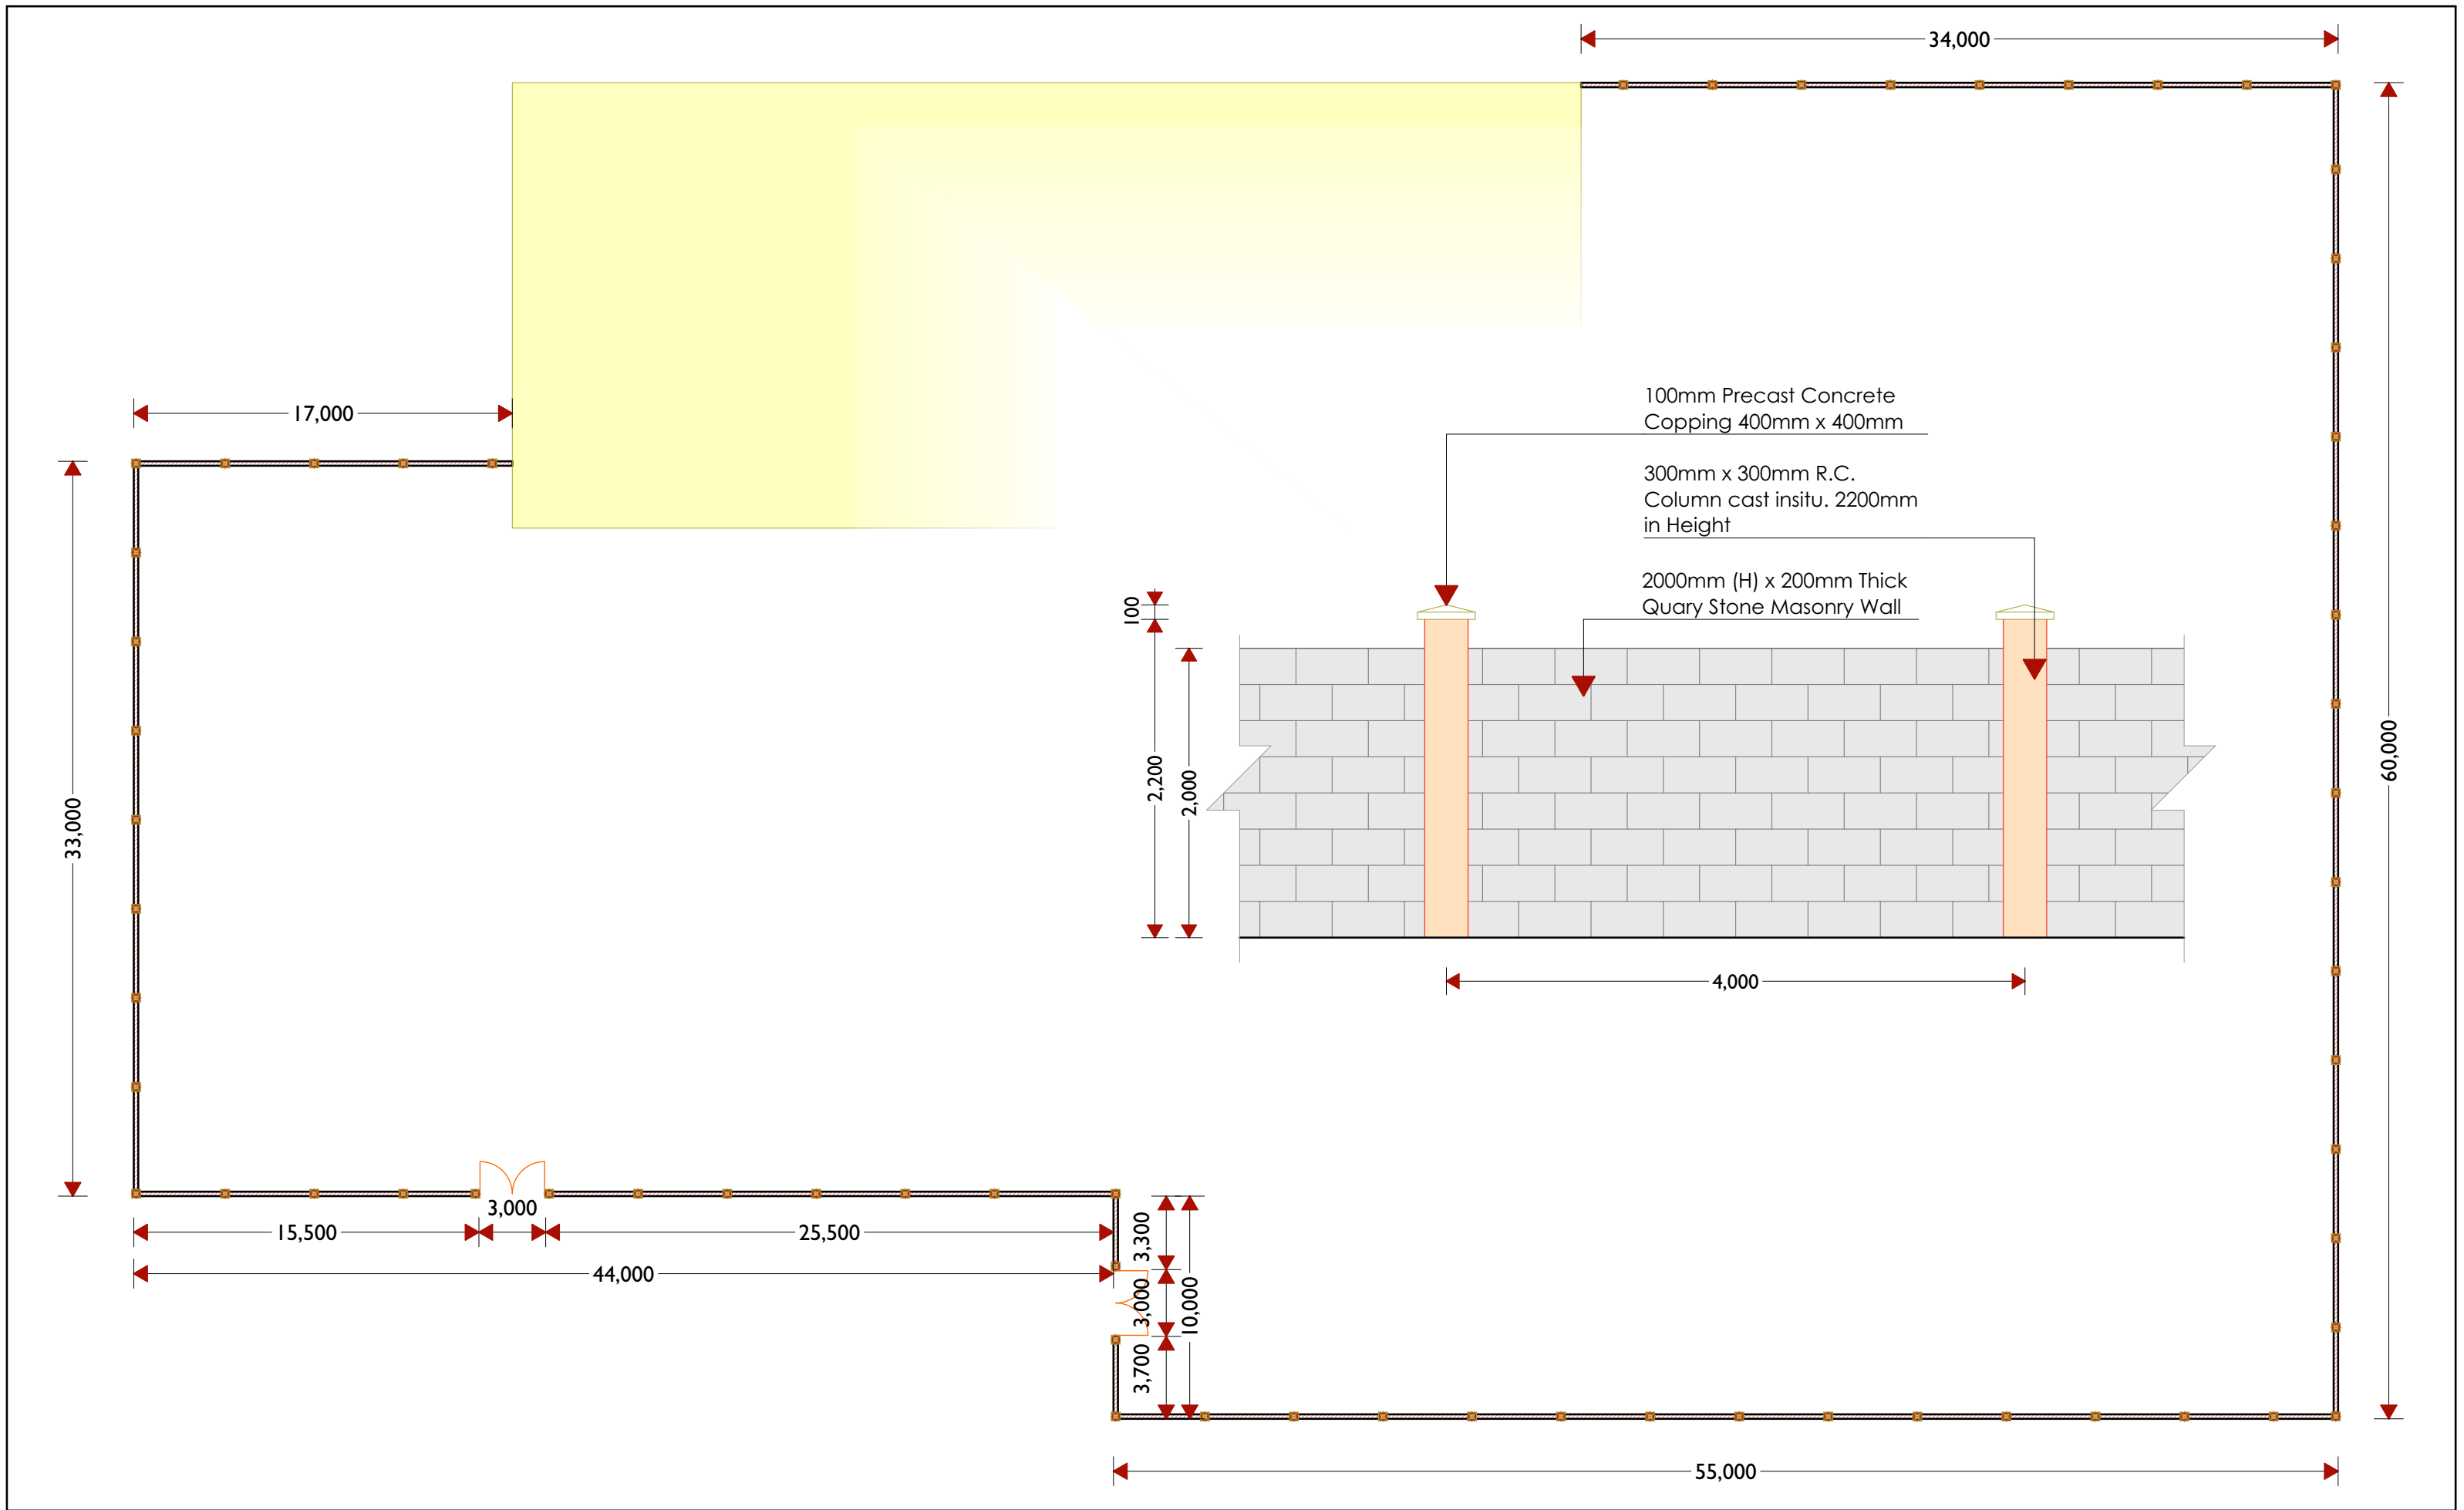 34,000
17,000
100mm Precast Concrete
Copping 400mm x 400mm
300mm x 300mm R.C.
Column cast insitu. 2200mm
in Height
2000mm (H) x 200mm Thick
Quary Stone Masonry Wall
100
2,200
2,000
60,000
33,000
4,000
3,000
15,500
25,500
3,300
44,000
3,000
10,000
3,700
55,000